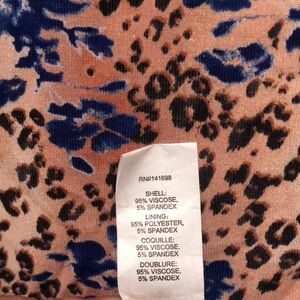 RN#141698
SHELL:
95% VISCOSE,
5% SPANDEX
LINING:
95% POLYESTER,
5% SPANDEX
COQUILLE:
95% VISCOSE,
5% SPANDEX
DOUBLURE:
95% VISCOSE,
5% SPANDEX